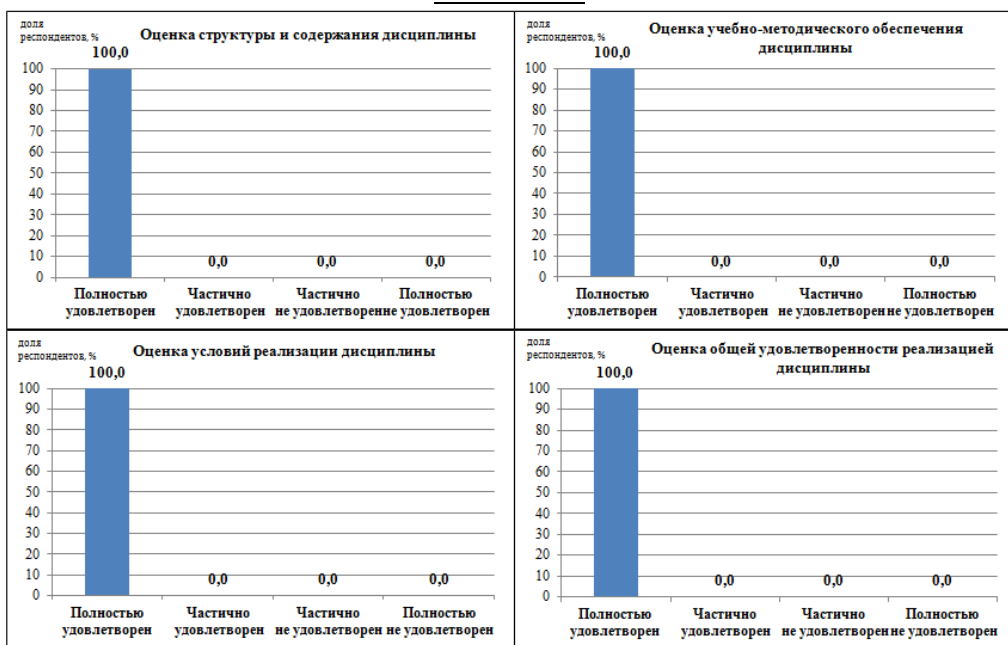 доля
респондентов, %
Оценка структуры и содержания дисциплины
100,0
100
90
80
70
60
50
40
30
20
10
0
0,0 0,0 0,0
Полностью Частично Частично Полностью
удовлетворен удовлетворен не удовлетворен не удовлетворен
доля
респондентов, %
Оценка учебно-методического обеспечения
дисциплины
100,0
100
90
80
70
60
50
40
30
20
10
0
0,0 0,0 0,0
Полностью Частично Частично Полностью
удовлетворен удовлетворен не удовлетворен не удовлетворен
доля
респондентов, %
Оценка условий реализации дисциплины
100,0
100
90
80
70
60
50
40
30
20
10
0
0,0 0,0 0,0
Полностью Частично Частично Полностью
удовлетворен удовлетворен не удовлетворен не удовлетворен
доля
респондентов, %
Оценка общей удовлетворенности реализацией
дисциплины
100,0
100
90
80
70
60
50
40
30
20
10
0
0,0 0,0 0,0
Полностью Частично Частично Полностью
удовлетворен удовлетворен не удовлетворен не удовлетворен